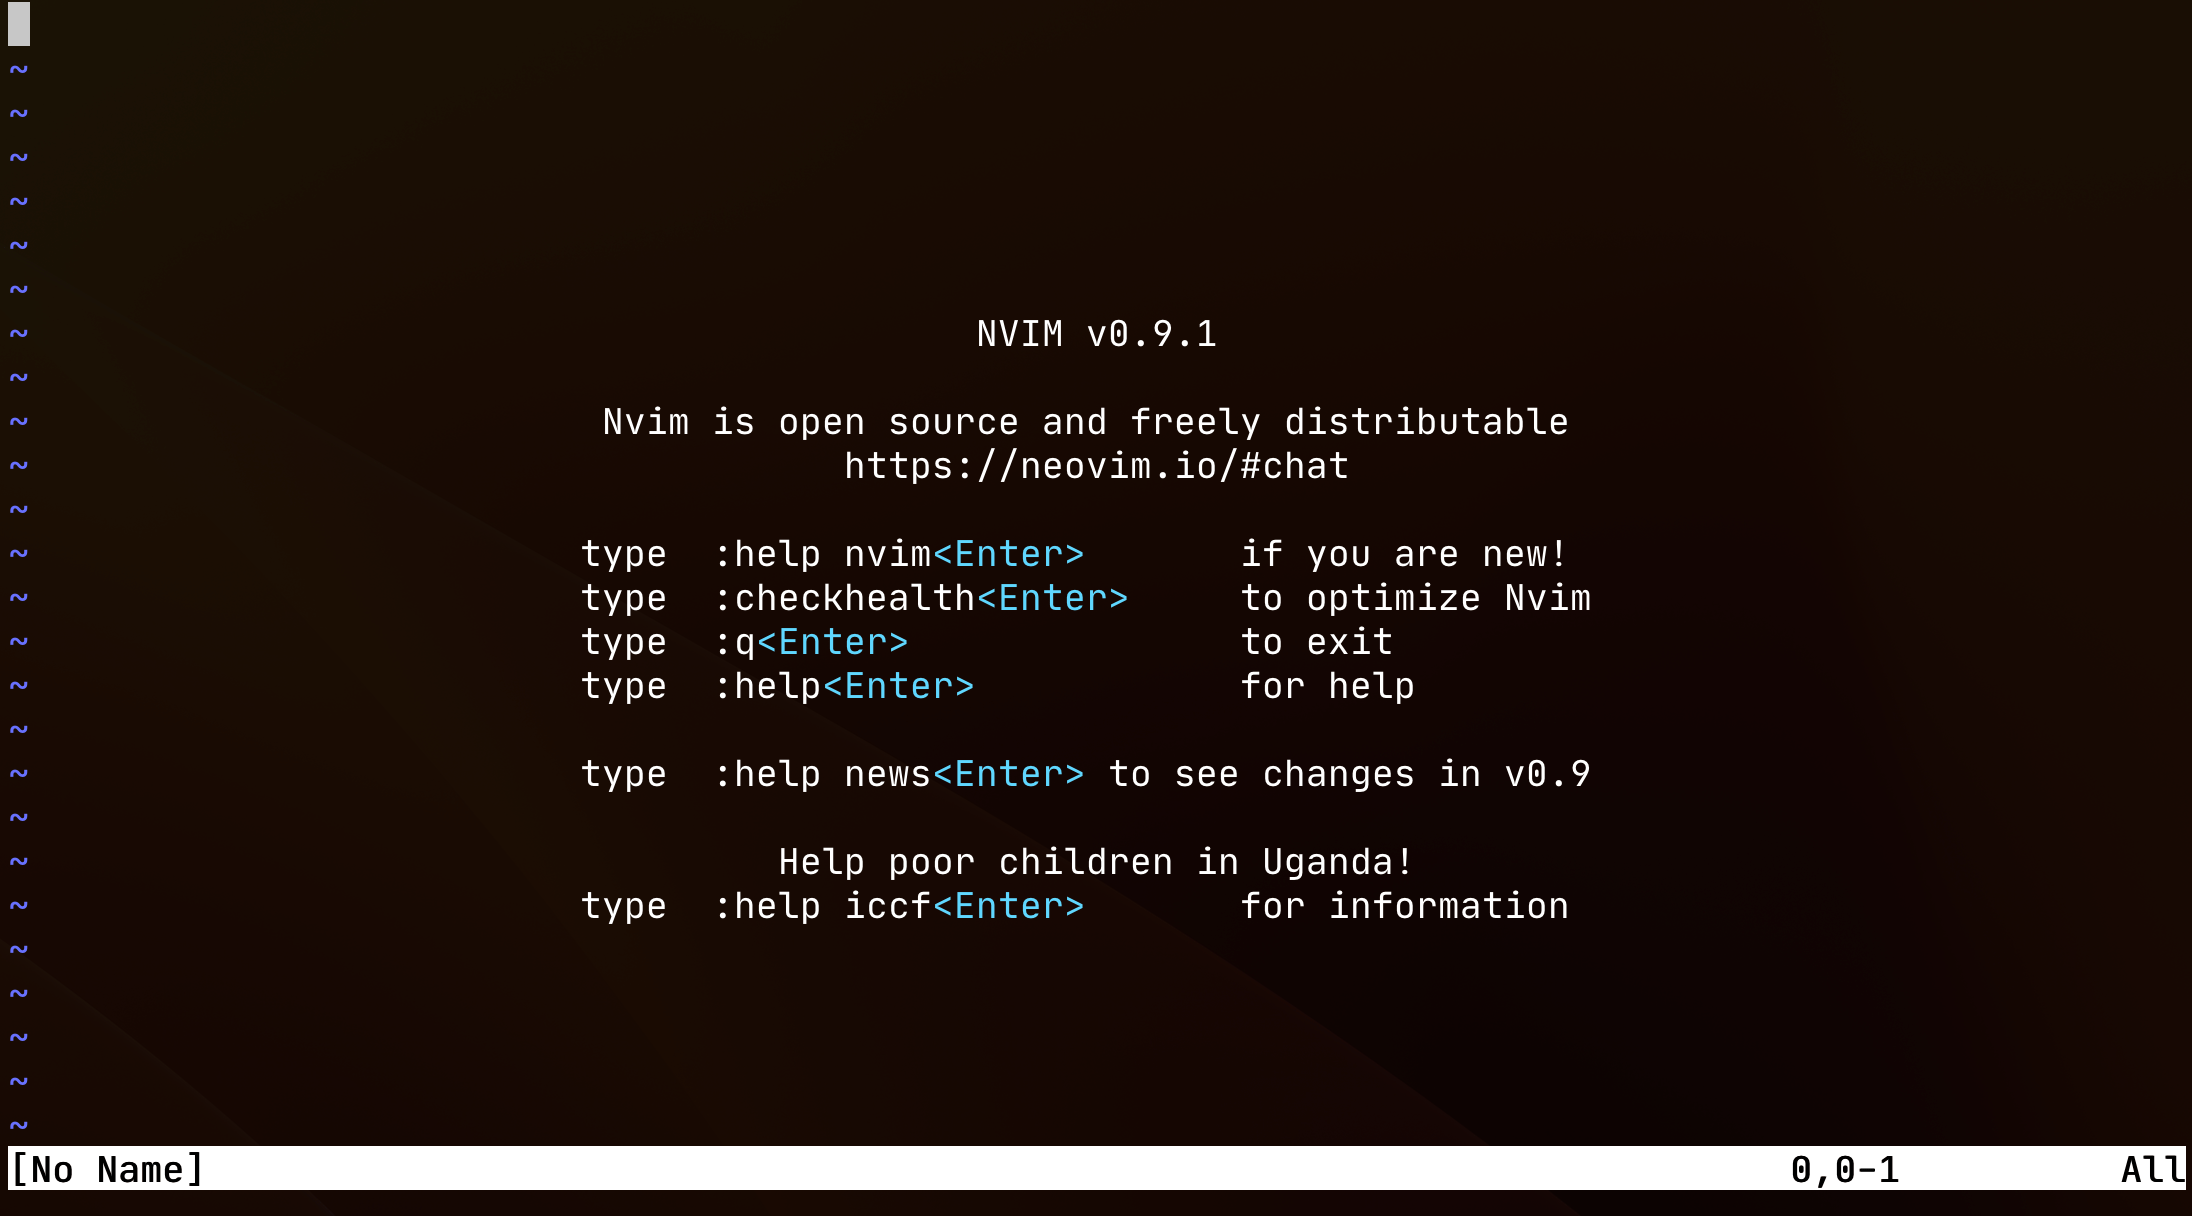 ~
~
~
~
~
~
~ NVIM v0.9.1
~
~ Nvim is open source and freely distributable
~ https://neovim.io/#chat
~
~ type  :help nvim<Enter>       if you are new!
~ type  :checkhealth<Enter>     to optimize Nvim
~ type  :q<Enter>               to exit
~ type  :help<Enter>            for help
~
~ type  :help news<Enter> to see changes in v0.9
~
~ Help poor children in Uganda!
~ type  :help iccf<Enter>       for information
~
~
~
~
~
[No Name] 0,0-1 All